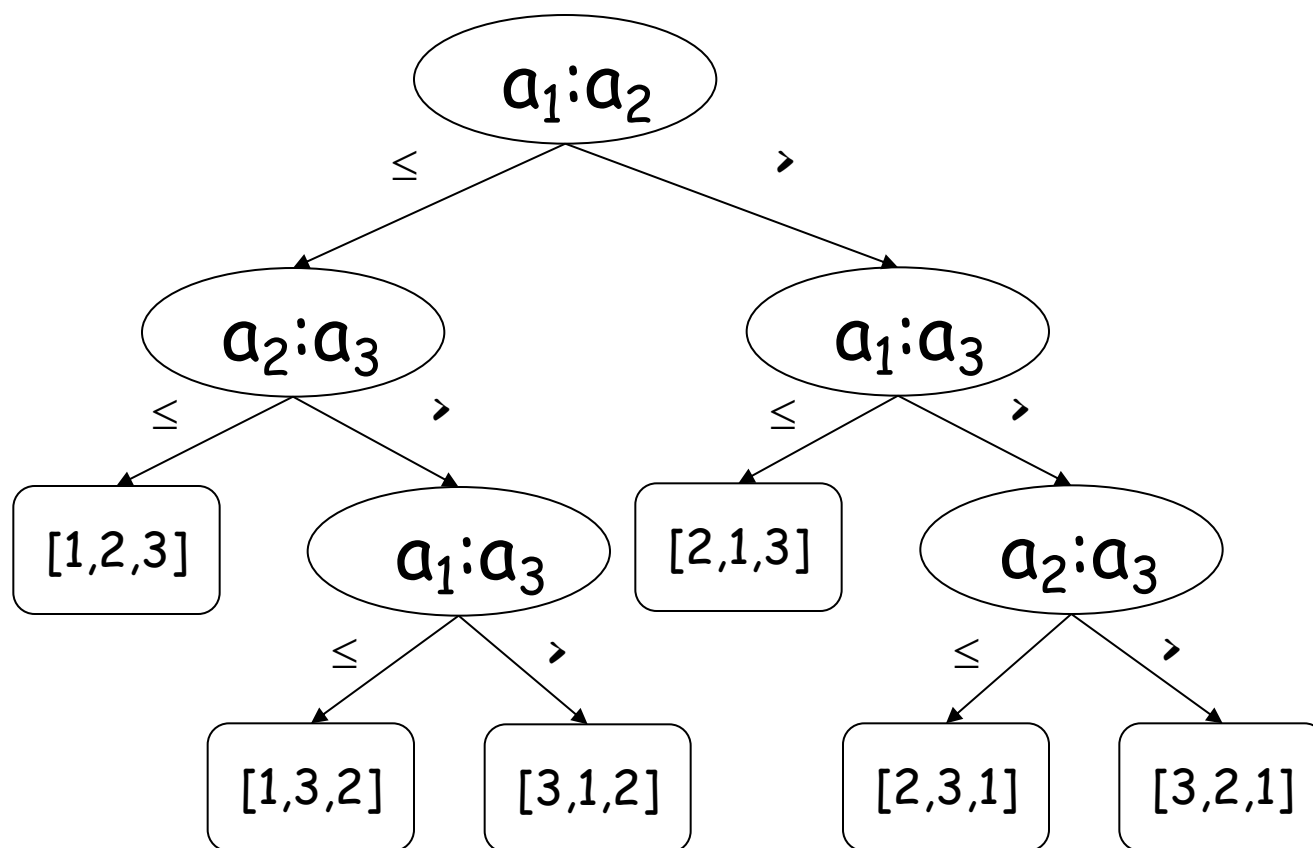 a₁:a₂
≤ >
a₂:a₃ a₁:a₃
≤ > ≤ >
[1,2,3] a₁:a₃ [2,1,3] a₂:a₃
≤ > ≤ >
[1,3,2] [3,1,2] [2,3,1] [3,2,1]